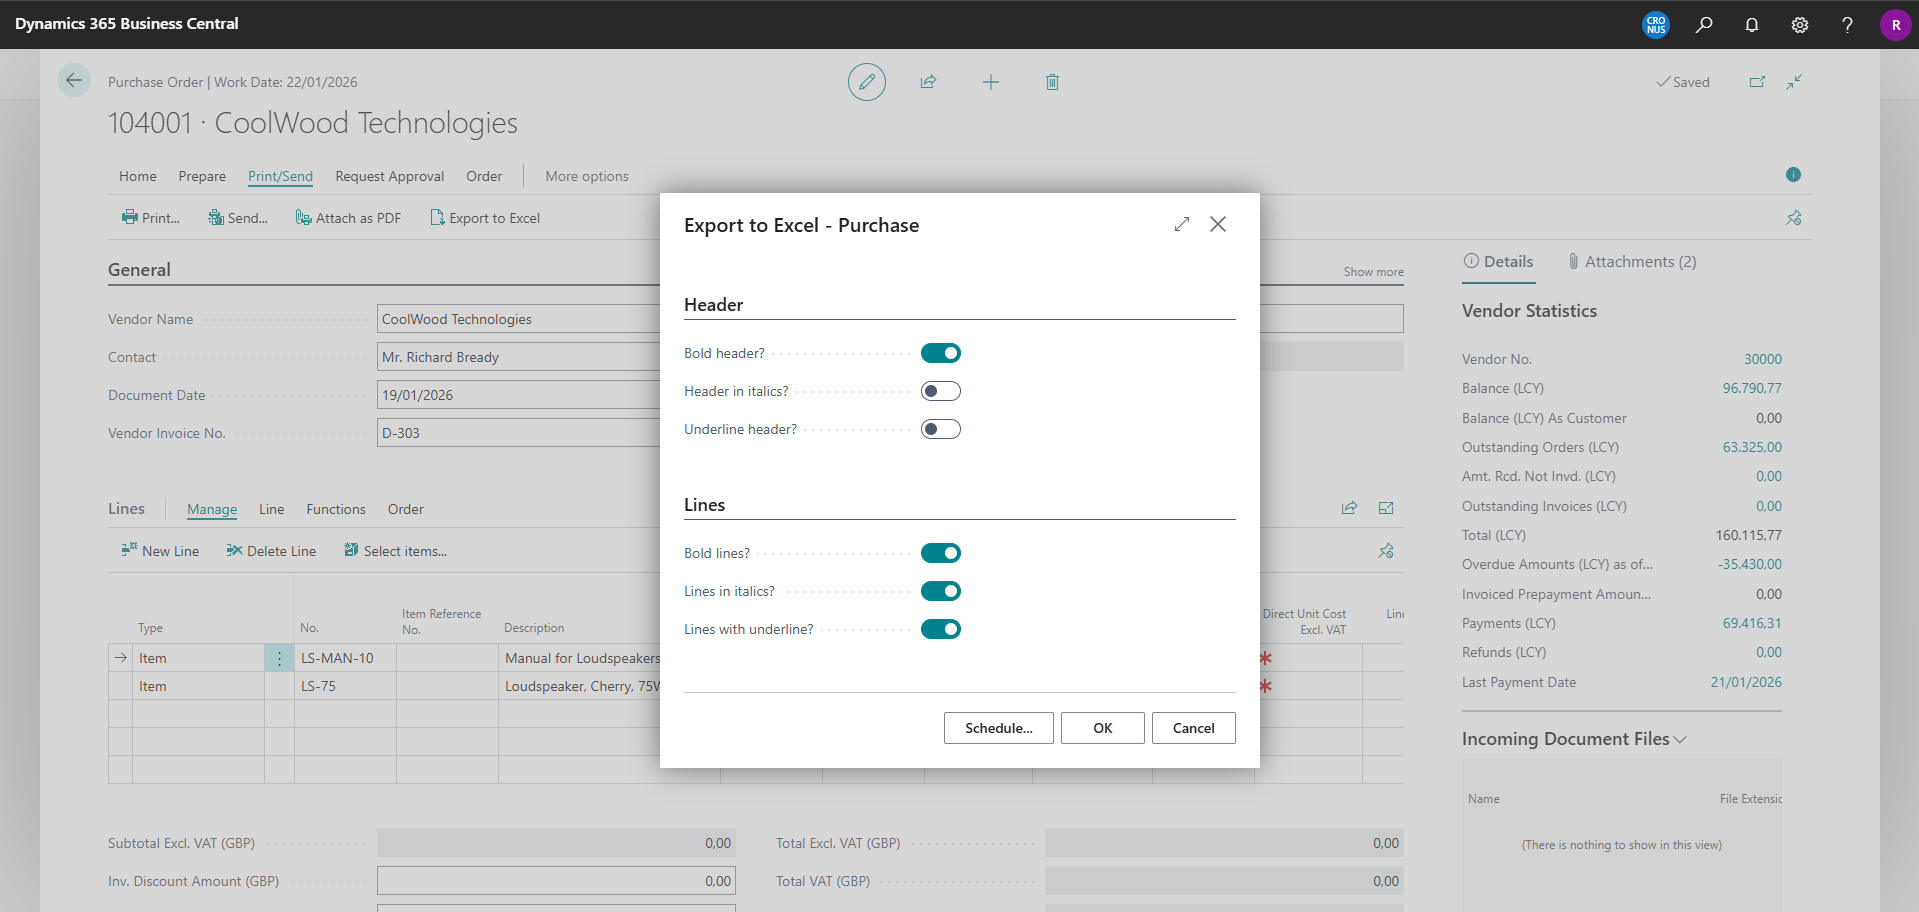 Dynamics 365 Business Central
CRO
NUS
?
R
Purchase Order | Work Date: 22/01/2026
Saved
104001 · CoolWood Technologies
Home Prepare Print/Send Request Approval Order More options
Print... Send... Attach as PDF Export to Excel
General
Show more
Vendor Name
CoolWood Technologies
Contact
Mr. Richard Bready
Document Date
19/01/2026
Vendor Invoice No.
D-303
Lines Manage Line Functions Order
New Line Delete Line Select items...
Type No. Item Reference No. Description Direct Unit Cost Excl. VAT
Item LS-MAN-10 Manual for Loudspeakers
Item LS-75 Loudspeaker, Cherry, 75W
Subtotal Excl. VAT (GBP) 0,00 Total Excl. VAT (GBP) 0,00
Inv. Discount Amount (GBP) 0,00 Total VAT (GBP) 0,00
Export to Excel - Purchase
Header
Bold header?
Header in italics?
Underline header?
Lines
Bold lines?
Lines in italics?
Lines with underline?
Schedule... OK Cancel
Details Attachments (2)
Vendor Statistics
Vendor No. 30000
Balance (LCY) 96.790,77
Balance (LCY) As Customer 0,00
Outstanding Orders (LCY) 63.325,00
Amt. Rcd. Not Invd. (LCY) 0,00
Outstanding Invoices (LCY) 0,00
Total (LCY) 160.115,77
Overdue Amounts (LCY) as of... -35.430,00
Invoiced Prepayment Amoun... 0,00
Payments (LCY) 69.416,31
Refunds (LCY) 0,00
Last Payment Date 21/01/2026
Incoming Document Files
Name File Extensic
(There is nothing to show in this view)